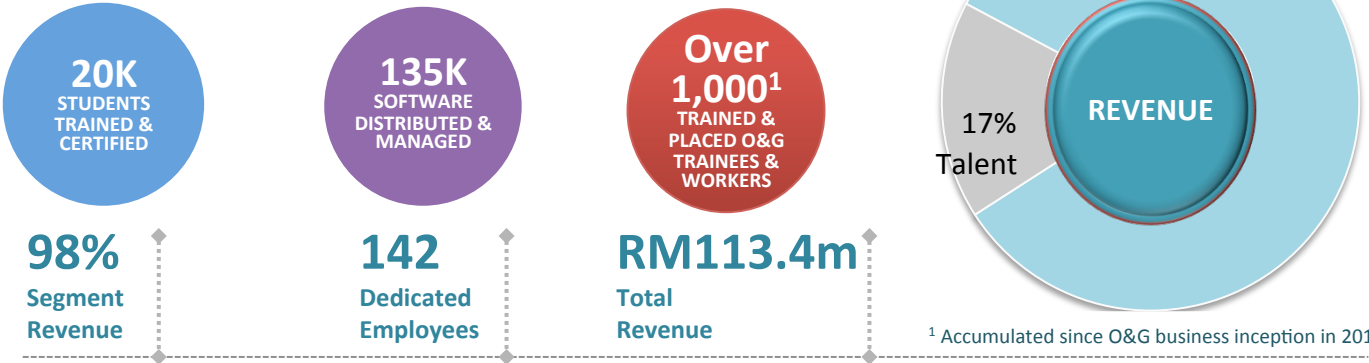 20K
STUDENTS
TRAINED &
CERTIFIED
135K
SOFTWARE
DISTRIBUTED &
MANAGED
Over
1,000¹
TRAINED &
PLACED O&G
TRAINEES &
WORKERS
17%
Talent
REVENUE
98%
Segment
Revenue
142
Dedicated
Employees
RM113.4m
Total
Revenue
¹ Accumulated since O&G business inception in